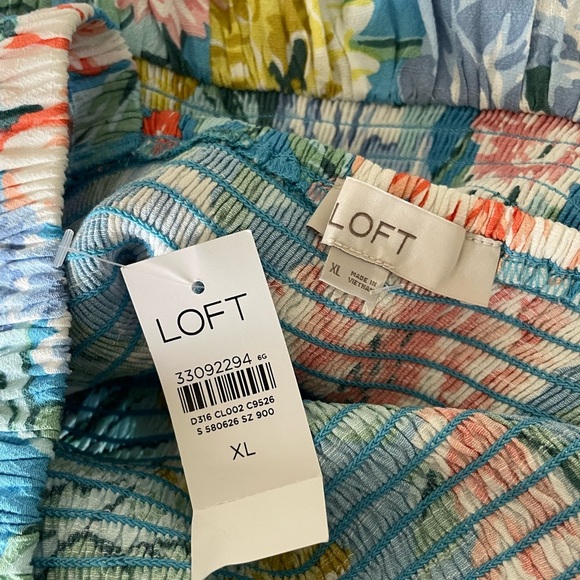 LOFT
XL
MADE IN
VIETNAM
LOFT
33092294 6G
D316 CL002 C9526
S 580626 SZ 900
XL